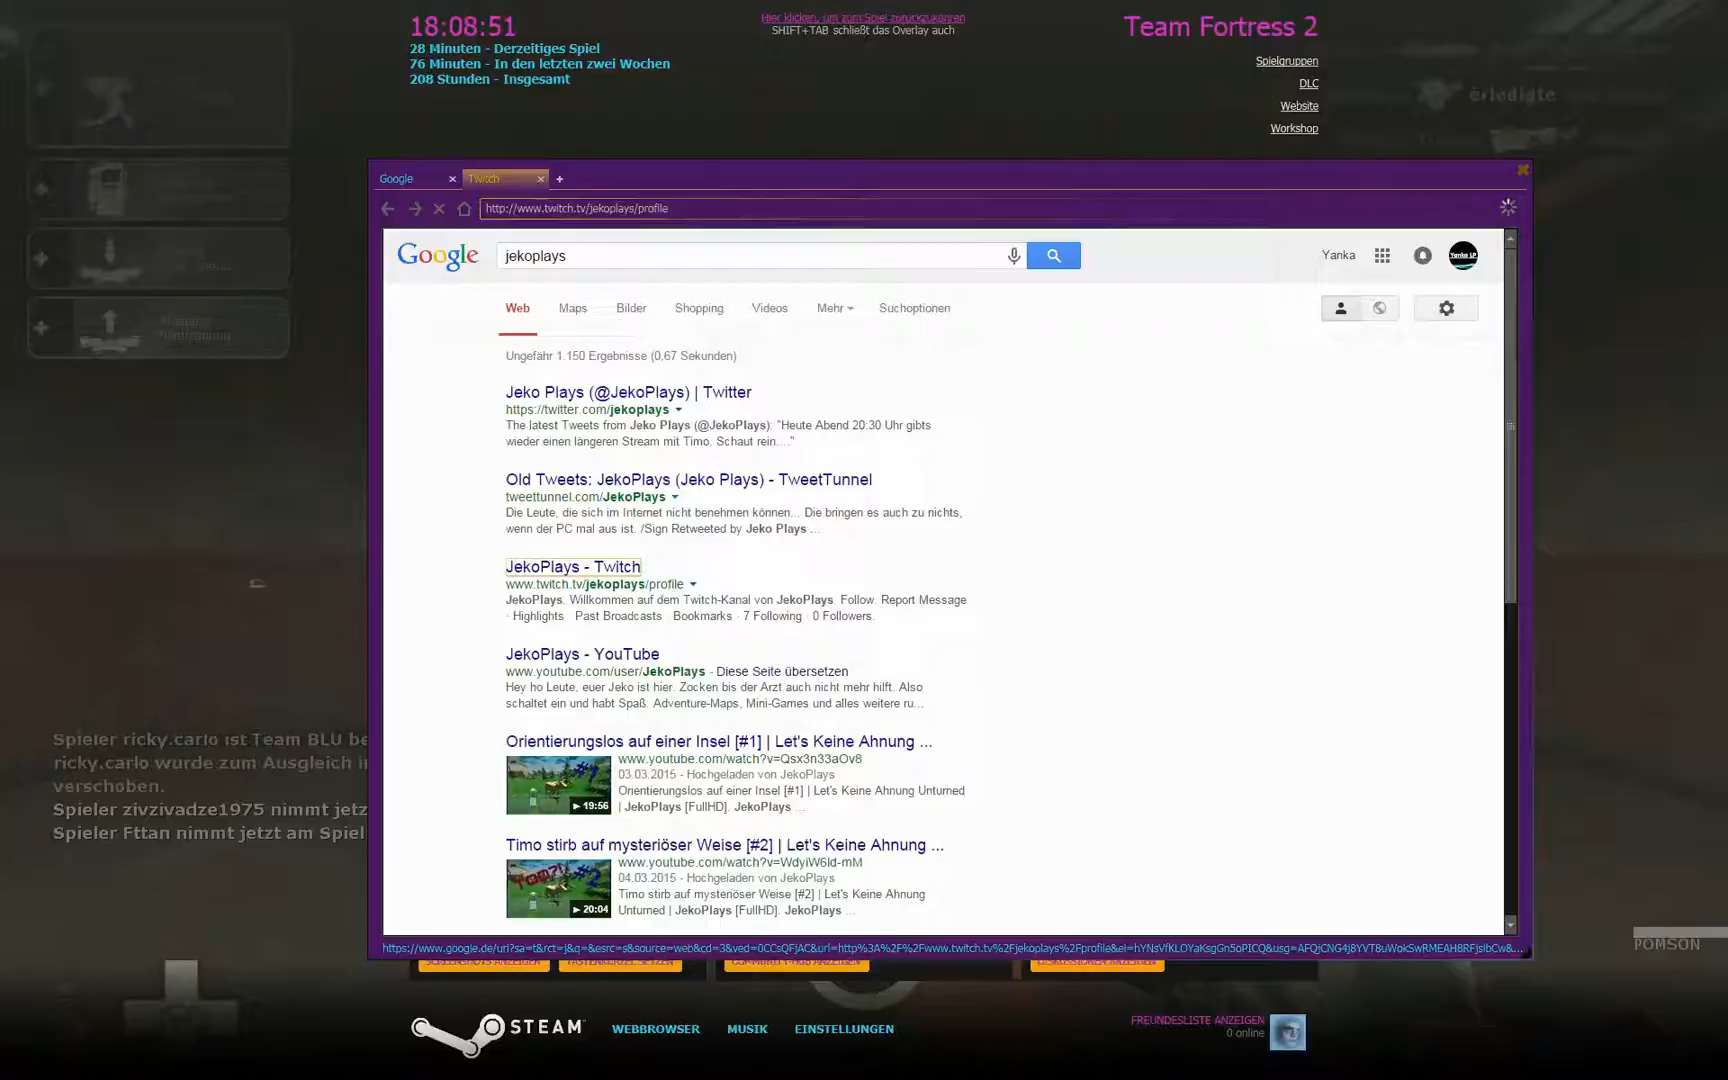 18:08:51
28 Minuten - Derzeitiges Spiel
76 Minuten - In den letzten zwei Wochen
208 Stunden - Insgesamt
Hier klicken, um zum Spiel zurückzukehren
SHIFT+TAB schließt das Overlay auch
Team Fortress 2
Spielgruppen
DLC
Website
Workshop
erledigte
Google
Twitch
http://www.twitch.tv/jekoplays/profile
Google
jekoplays
Yanka
Yanka LP
Web
Maps
Bilder
Shopping
Videos
Mehr
Suchoptionen
Ungefähr 1.150 Ergebnisse (0,67 Sekunden)
Jeko Plays (@JekoPlays) | Twitter
https://twitter.com/jekoplays
The latest Tweets from Jeko Plays (@JekoPlays): "Heute Abend 20:30 Uhr gibts
wieder einen längeren Stream mit Timo. Schaut rein...."
Old Tweets: JekoPlays (Jeko Plays) - TweetTunnel
tweettunnel.com/JekoPlays
Die Leute, die sich im Internet nicht benehmen können... Die bringen es auch zu nichts,
wenn der PC mal aus ist. /Sign Retweeted by Jeko Plays ...
JekoPlays - Twitch
www.twitch.tv/jekoplays/profile
JekoPlays. Willkommen auf dem Twitch-Kanal von JekoPlays. Follow. Report Message
· Highlights · Past Broadcasts · Bookmarks · 7 Following · 0 Followers.
JekoPlays - YouTube
www.youtube.com/user/JekoPlays - Diese Seite übersetzen
Hey ho Leute, euer Jeko ist hier. Zocken bis der Arzt auch nicht mehr hilft. Also
schaltet ein und habt Spaß. Adventure-Maps, Mini-Games und alles weitere ru...
Orientierungslos auf einer Insel [#1] | Let's Keine Ahnung ...
www.youtube.com/watch?v=Qsx3n33aOv8
03.03.2015 - Hochgeladen von JekoPlays
Orientierungslos auf einer Insel [#1] | Let's Keine Ahnung Unturned
| JekoPlays [FullHD]. JekoPlays ...
#1
19:56
Timo stirbt auf mysteriöser Weise [#2] | Let's Keine Ahnung ...
www.youtube.com/watch?v=WdyiW6Id-mM
04.03.2015 - Hochgeladen von JekoPlays
Timo stirbt auf mysteriöser Weise [#2] | Let's Keine Ahnung
Unturned | JekoPlays [FullHD]. JekoPlays ...
#2
20:04
Spieler ricky.carlo ist Team BLU be
ricky.carlo wurde zum Ausgleich i
verschoben.
Spieler zivzivadze1975 nimmt jetz
Spieler Fttan nimmt jetzt am Spiel
POMSON
STEAM
WEBBROWSER
MUSIK
EINSTELLUNGEN
FREUNDESLISTE ANZEIGEN
0 online